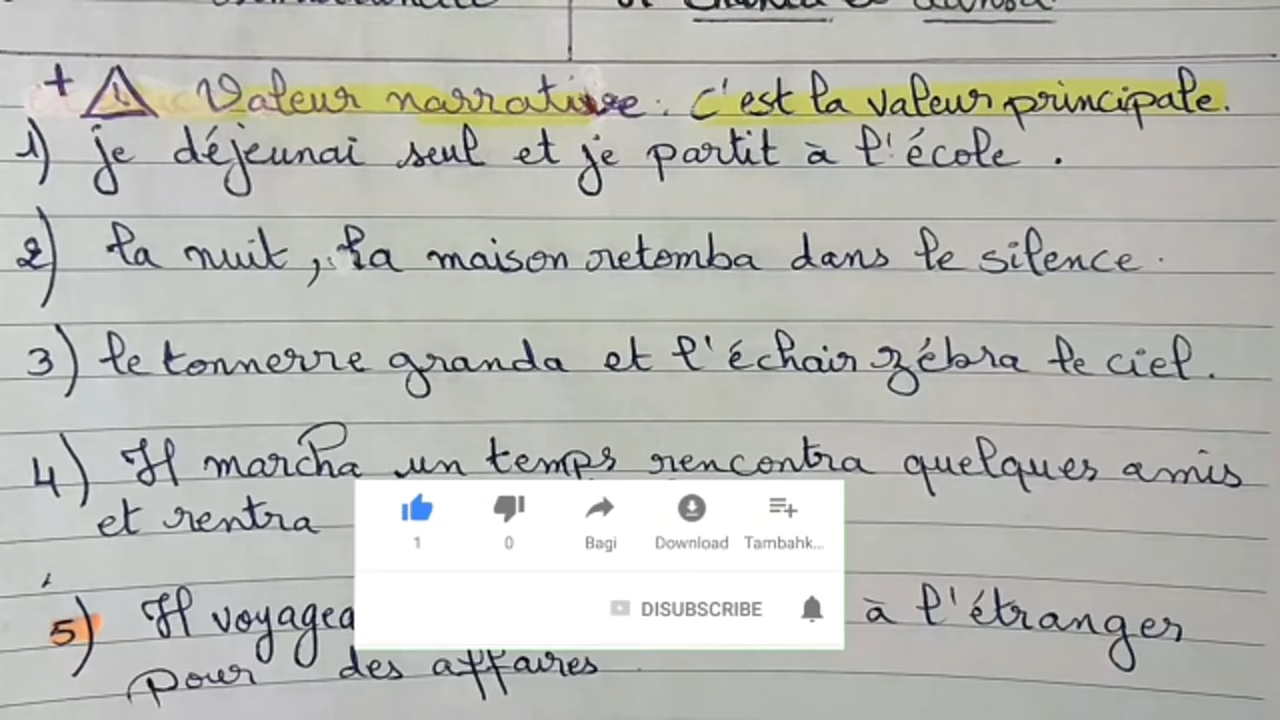 + ⚠ Valeur narrative. c'est la valeur principale.
1) je déjeunai seul et je partit à l'école.
2) la nuit, la maison retomba dans le silence.
3) le tonnerre granda et l'échair zébra le ciel.
4) Il marcha un temps rencontra quelques amis
et rentra
1 0 Bagi Download Tambahk...
5) Il voyagea à l'étranger
DISUBSCRIBE
pour des affaires